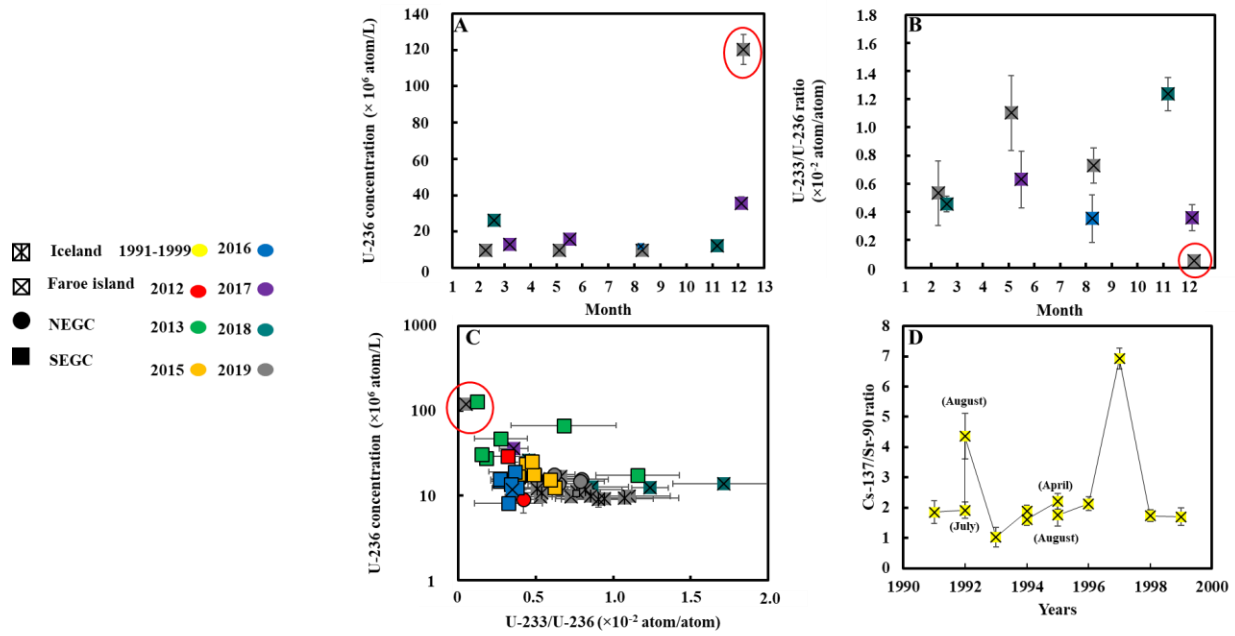 Iceland 1991-1999 2016
Faroe island 2012 2017
NEGC 2013 2018
SEGC 2015 2019
A
U-236 concentration (× 10⁶ atom/L)
140
120
100
80
60
40
20
0
1 2 3 4 5 6 7 8 9 10 11 12 13
Month
B
U-233/U-236 ratio
(×10⁻² atom/atom)
1.8
1.6
1.4
1.2
1.0
0.8
0.6
0.4
0.2
0
1 2 3 4 5 6 7 8 9 10 11 12
Month
C
U-236 concentration (×10⁶ atom/L)
1000
100
10
1
0 0.5 1.0 1.5 2.0
U-233/U-236 (×10⁻² atom/atom)
D
Cs-137/Sr-90 ratio
8
7
6
5
4
3
2
1
0
(August)
(April)
(July)
(August)
1990 1992 1994 1996 1998 2000
Years